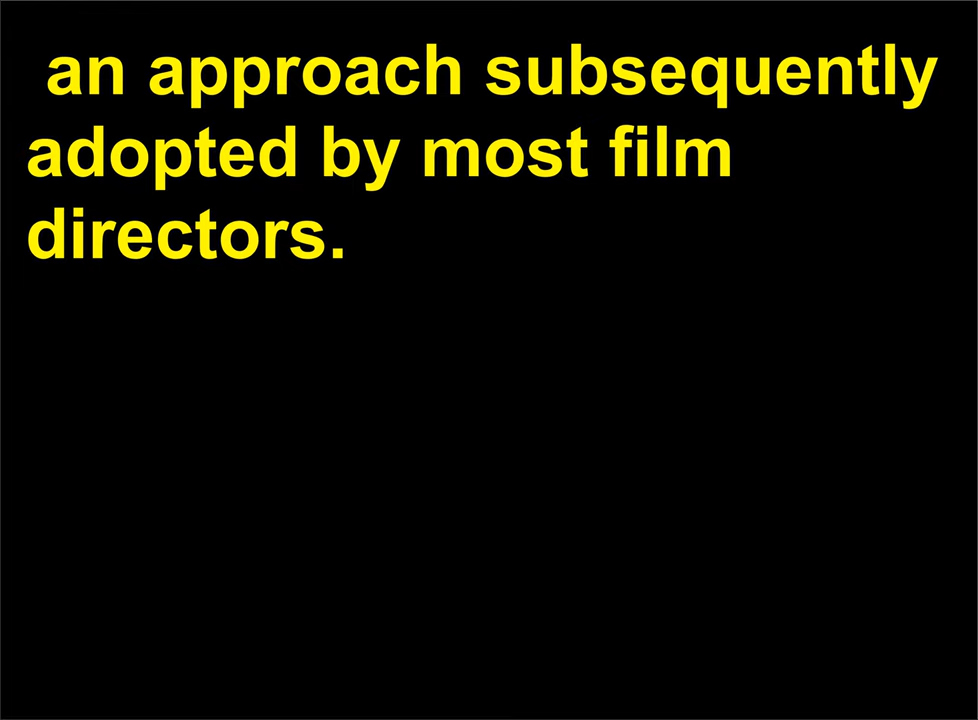 an approach subsequently
adopted by most film
directors.